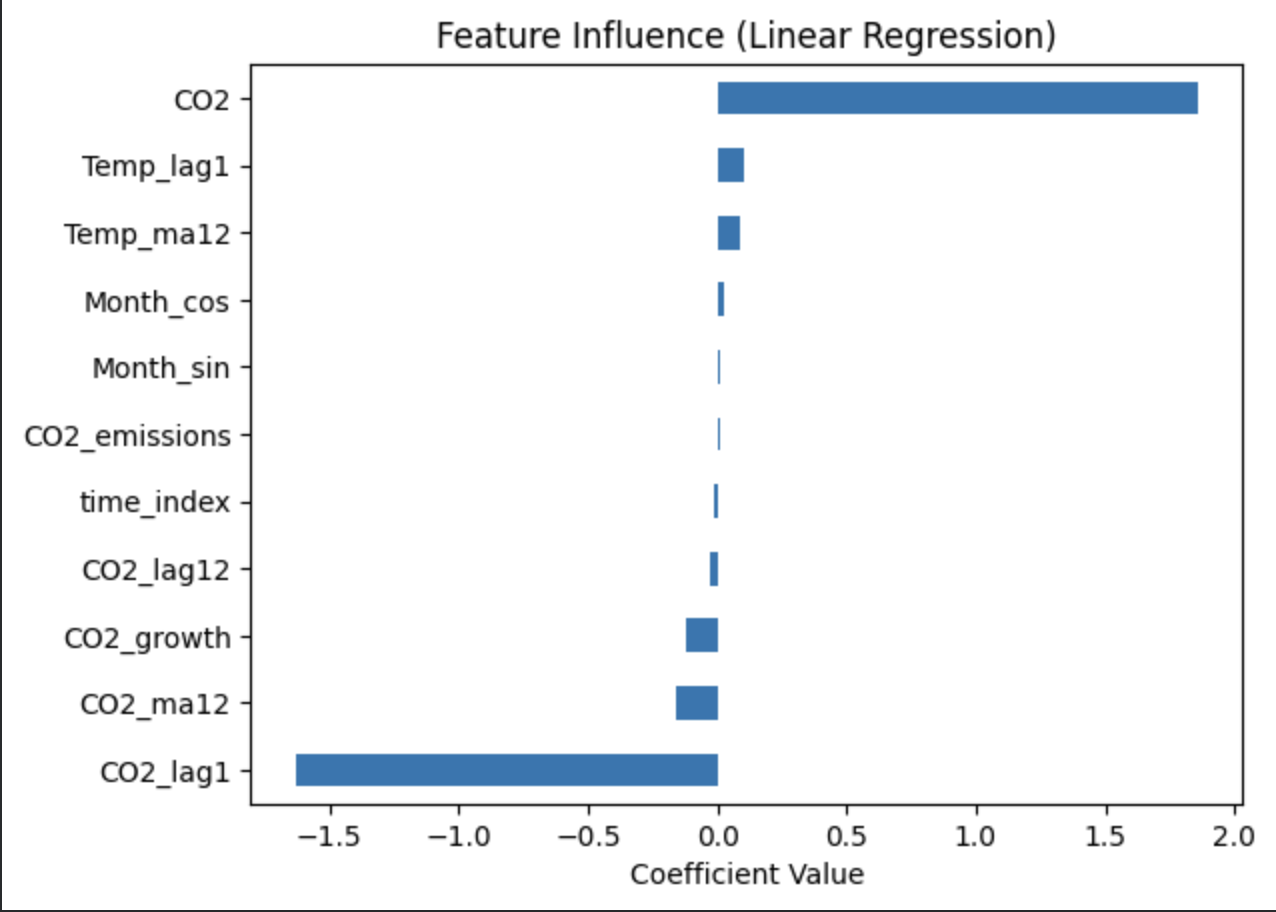 Feature Influence (Linear Regression)
CO2
Temp_lag1
Temp_ma12
Month_cos
Month_sin
CO2_emissions
time_index
CO2_lag12
CO2_growth
CO2_ma12
CO2_lag1
−1.5 −1.0 −0.5 0.0 0.5 1.0 1.5 2.0
Coefficient Value